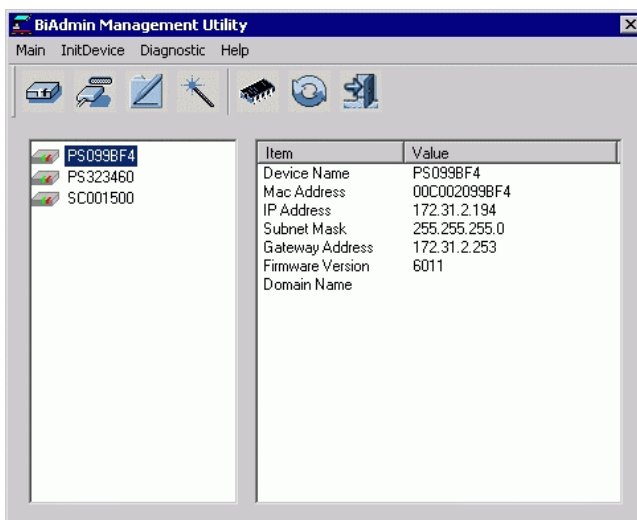 BiAdmin Management Utility
Main InitDevice Diagnostic Help
PS099BF4
PS323460
SC001500
Item Value
Device Name PS099BF4
Mac Address 00C002099BF4
IP Address 172.31.2.194
Subnet Mask 255.255.255.0
Gateway Address 172.31.2.253
Firmware Version 6011
Domain Name